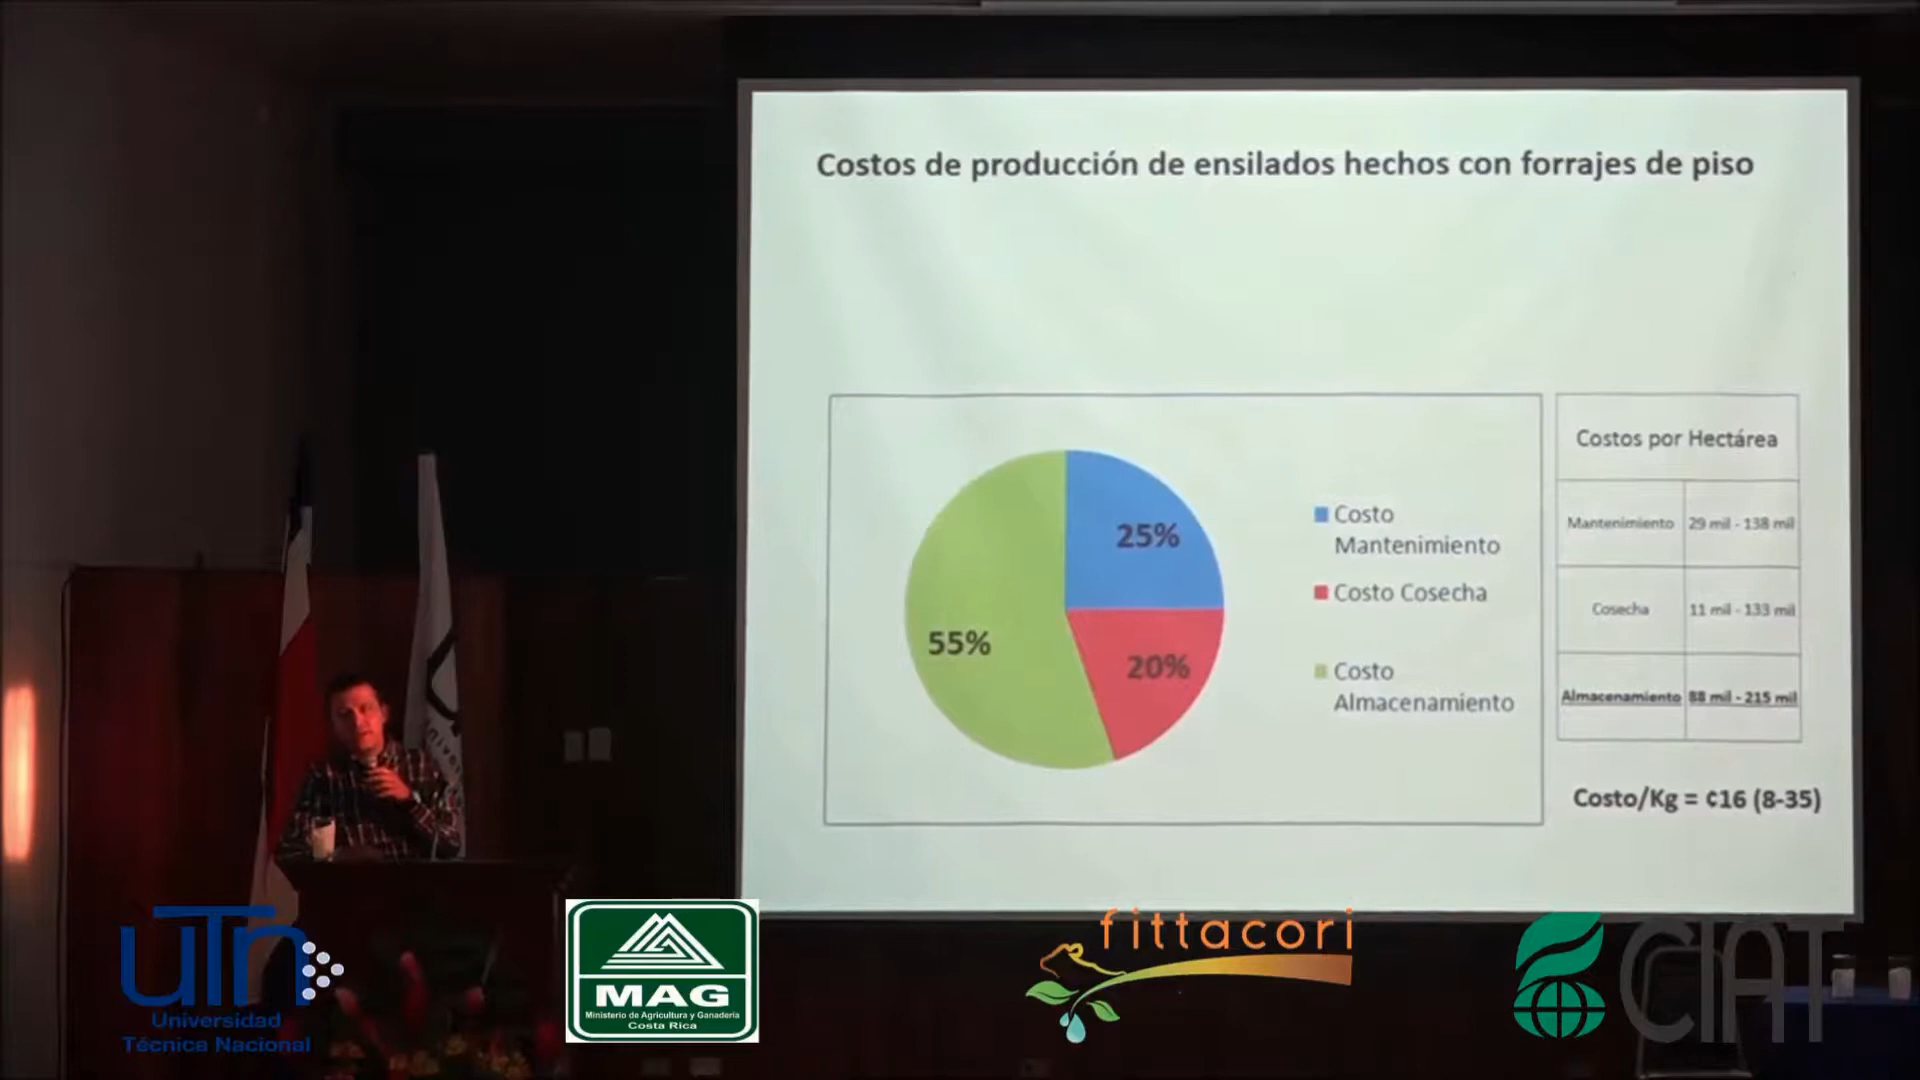 Costos de producción de ensilados hechos con forrajes de piso
25%
20%
55%
Costo
Mantenimiento
Costo Cosecha
Costo
Almacenamiento
Costos por Hectárea
Mantenimiento 29 mil - 138 mil
Cosecha 11 mil - 133 mil
Almacenamiento 88 mil - 215 mil
Costo/Kg = ¢16 (8-35)
UTn
Universidad
Técnica Nacional
MAG
Ministerio de Agricultura y Ganadería
Costa Rica
fittacori
CIAT